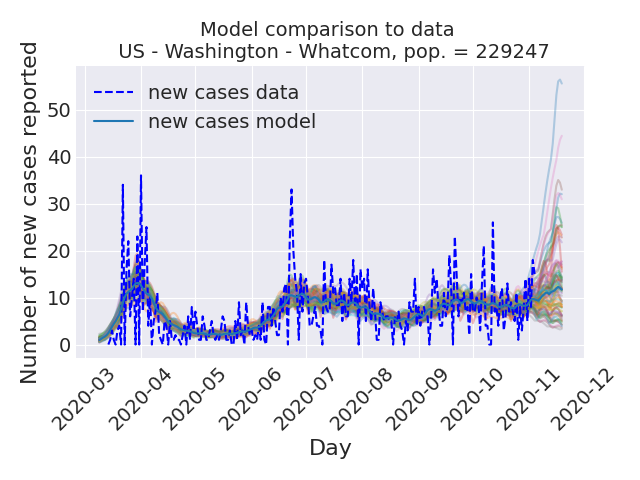 Model comparison to data
US - Washington - Whatcom, pop. = 229247
Number of new cases reported
50
40
30
20
10
0
new cases data
new cases model
2020-03
2020-04
2020-05
2020-06
2020-07
2020-08
2020-09
2020-10
2020-11
2020-12
Day